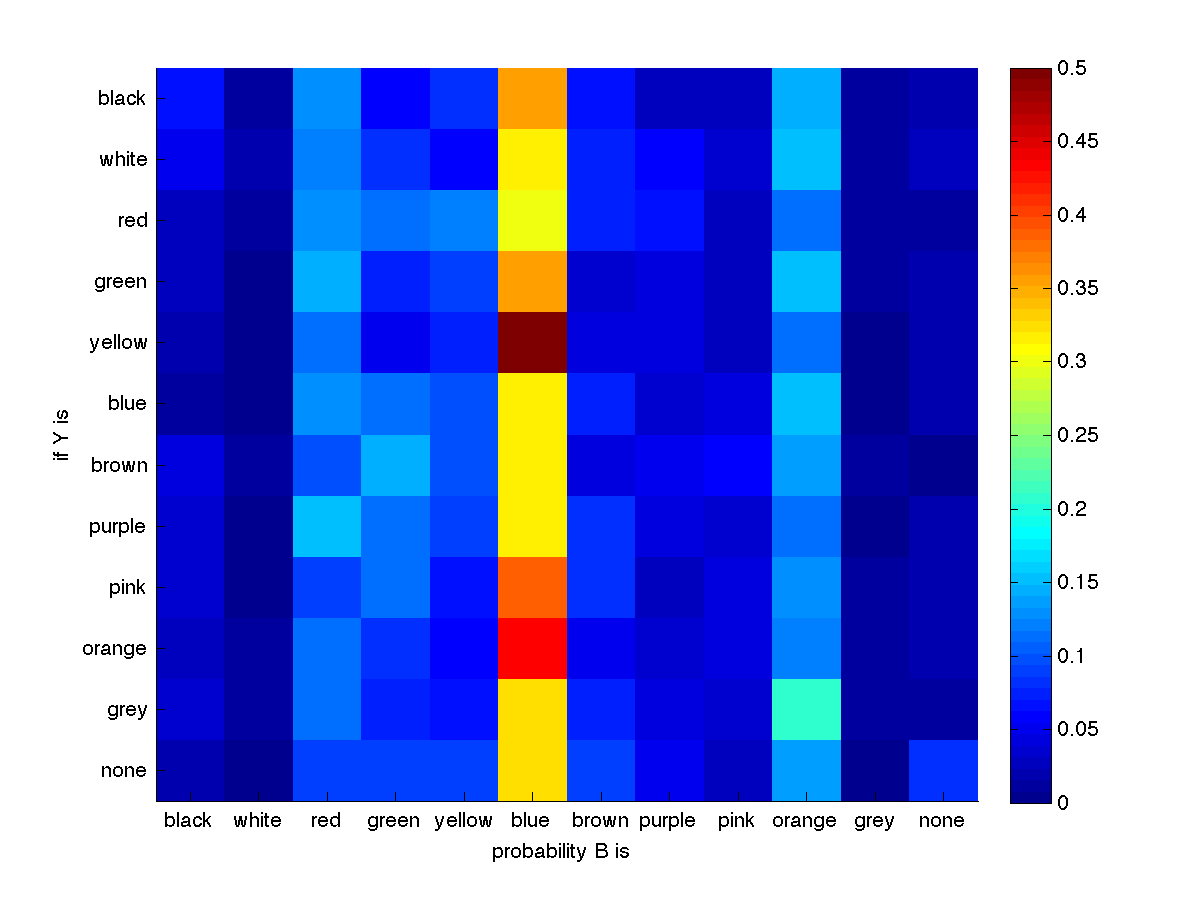 black
white
red
green
yellow
blue
brown
purple
pink
orange
grey
none
if Y is
black white red green yellow blue brown purple pink orange grey none
probability B is
0.5
0.45
0.4
0.35
0.3
0.25
0.2
0.15
0.1
0.05
0